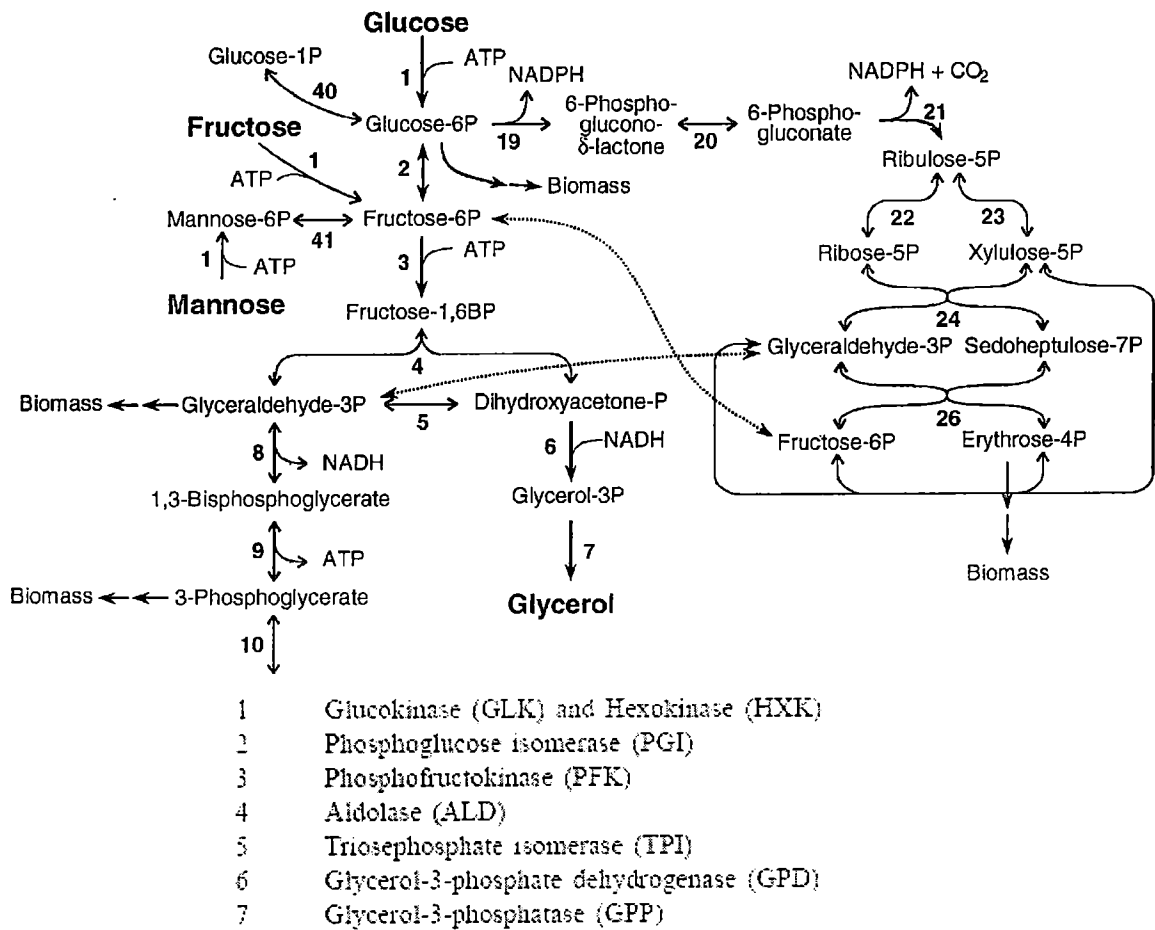 Glucose
Glucose-1P
ATP
1
NADPH
NADPH + CO2
40
6-Phospho-
glucono-
δ-lactone
6-Phospho-
gluconate
21
Fructose
Glucose-6P
19
20
Ribulose-5P
1
2
ATP
Biomass
22
23
Mannose-6P
41
Fructose-6P
1
ATP
3
ATP
Ribose-5P
Xylulose-5P
Mannose
Fructose-1,6BP
24
4
Glyceraldehyde-3P
Sedoheptulose-7P
Biomass
Glyceraldehyde-3P
5
Dihydroxyacetone-P
26
8
NADH
6
NADH
Fructose-6P
Erythrose-4P
1,3-Bisphosphoglycerate
Glycerol-3P
9
ATP
7
Biomass
Biomass
3-Phosphoglycerate
Glycerol
10
1 Glucokinase (GLK) and Hexokinase (HXK)
2 Phosphoglucose isomerase (PGI)
3 Phosphofructokinase (PFK)
4 Aldolase (ALD)
5 Triosephosphate isomerase (TPI)
6 Glycerol-3-phosphate dehydrogenase (GPD)
7 Glycerol-3-phosphatase (GPP)